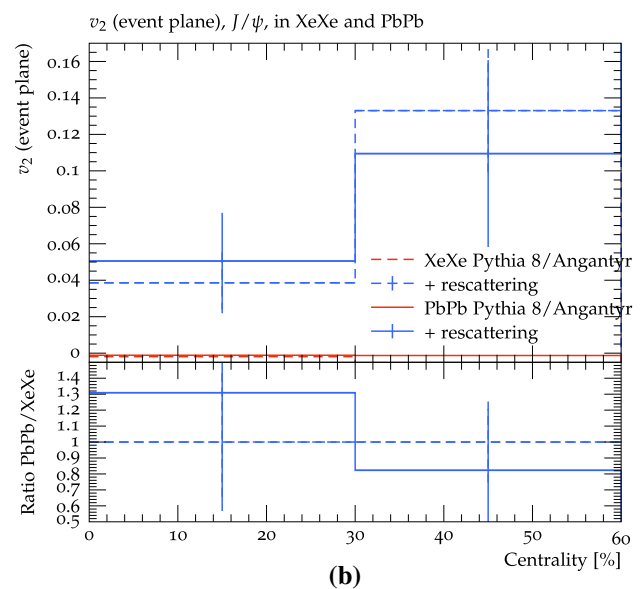 v₂ (event plane), J/ψ, in XeXe and PbPb
v₂ (event plane)
0.16
0.14
0.12
0.1
0.08
0.06
0.04
0.02
0
XeXe Pythia 8/Angantyr
+ rescattering
PbPb Pythia 8/Angantyr
+ rescattering
Ratio PbPb/XeXe
1.4
1.3
1.2
1.1
1
0.9
0.8
0.7
0.6
0.5
0 10 20 30 40 50 60
Centrality [%]
(b)